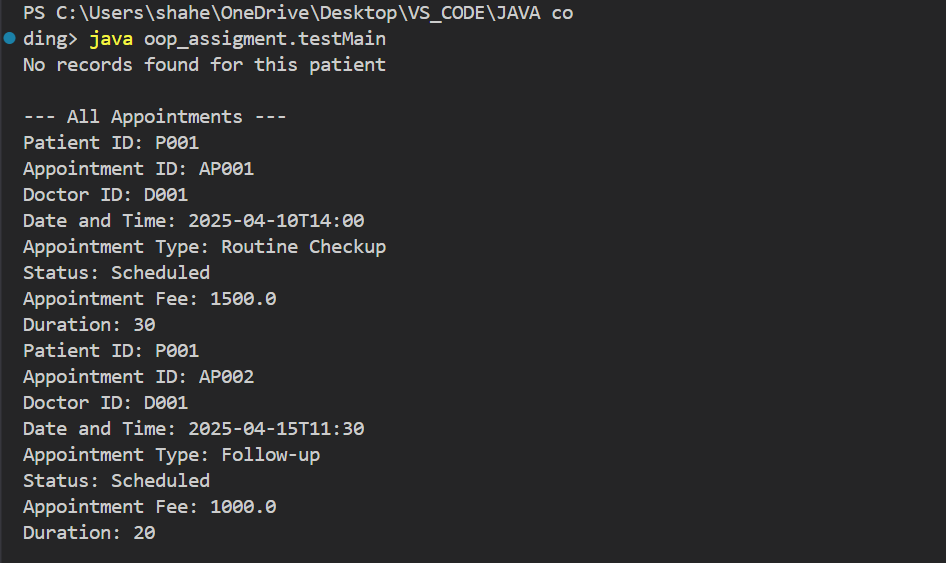 PS C:\Users\shahe\OneDrive\Desktop\VS_CODE\JAVA co
ding> java oop_assigment.testMain
No records found for this patient
--- All Appointments ---
Patient ID: P001
Appointment ID: AP001
Doctor ID: D001
Date and Time: 2025-04-10T14:00
Appointment Type: Routine Checkup
Status: Scheduled
Appointment Fee: 1500.0
Duration: 30
Patient ID: P001
Appointment ID: AP002
Doctor ID: D001
Date and Time: 2025-04-15T11:30
Appointment Type: Follow-up
Status: Scheduled
Appointment Fee: 1000.0
Duration: 20